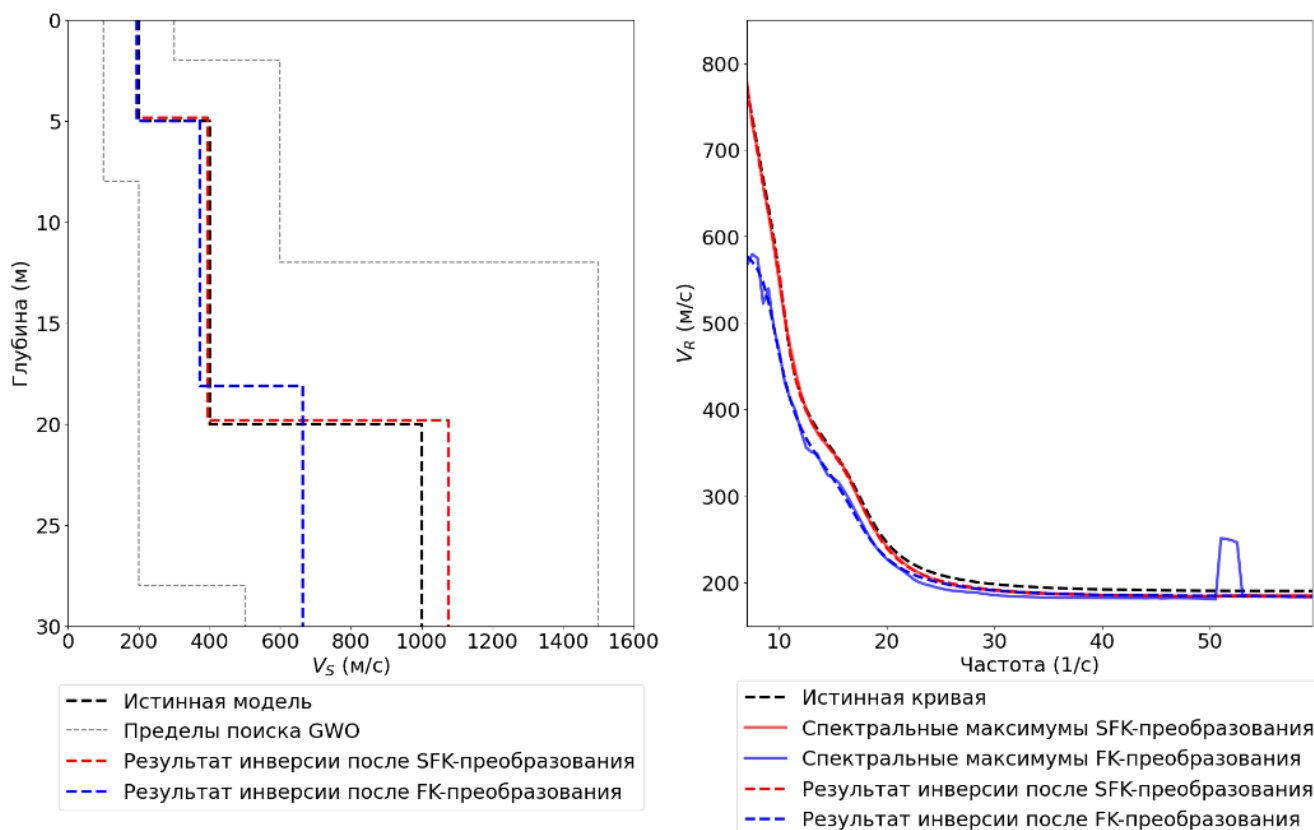 0
5
10
15
20
25
30
Глубина (м)
0 200 400 600 800 1000 1200 1400 1600
V_S (м/с)
Истинная модель
Пределы поиска GWO
Результат инверсии после SFK-преобразования
Результат инверсии после FK-преобразования
800
700
600
500
400
300
200
V_R (м/с)
10 20 30 40 50
Частота (1/с)
Истинная кривая
Спектральные максимумы SFK-преобразования
Спектральные максимумы FK-преобразования
Результат инверсии после SFK-преобразования
Результат инверсии после FK-преобразования